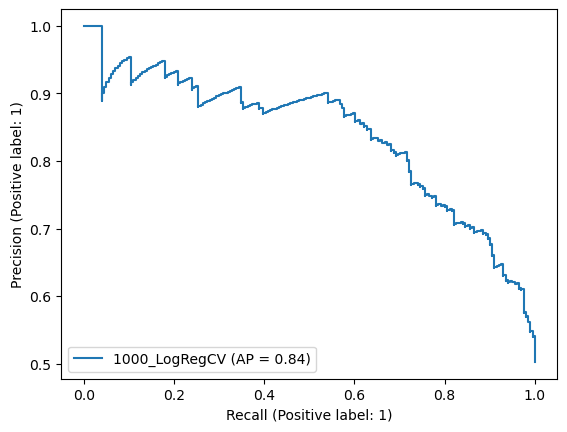 1.0
0.9
0.8
0.7
0.6
0.5
Precision (Positive label: 1)
1000_LogRegCV (AP = 0.84)
0.0 0.2 0.4 0.6 0.8 1.0
Recall (Positive label: 1)